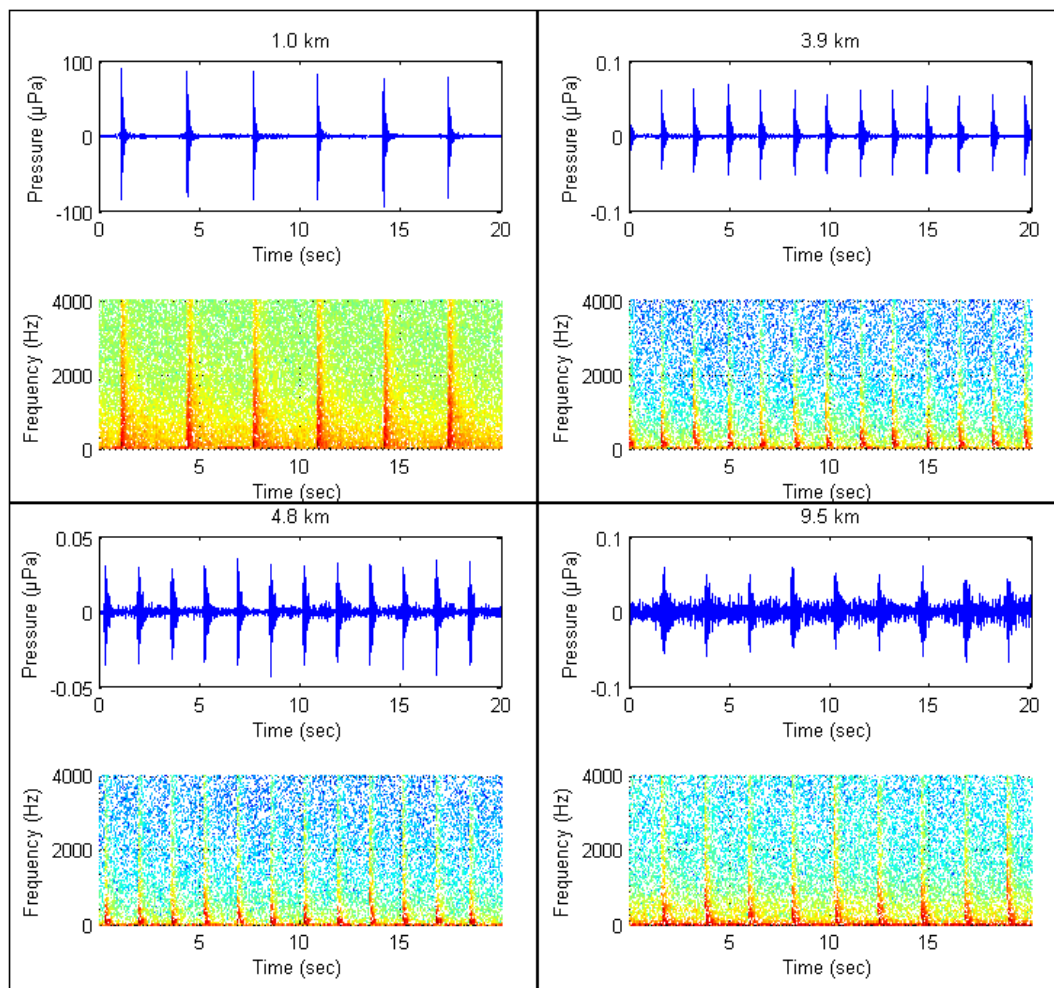 1.0 km
100
0
-100
Pressure (µPa)
0 5 10 15 20
Time (sec)
4000
2000
0
Frequency (Hz)
5 10 15
Time (sec)
3.9 km
0.1
0
-0.1
Pressure (µPa)
0 5 10 15 20
Time (sec)
4000
2000
0
Frequency (Hz)
5 10 15
Time (sec)
4.8 km
0.05
0
-0.05
Pressure (µPa)
0 5 10 15 20
Time (sec)
4000
2000
0
Frequency (Hz)
5 10 15
Time (sec)
9.5 km
0.1
0
-0.1
Pressure (µPa)
0 5 10 15 20
Time (sec)
4000
2000
0
Frequency (Hz)
5 10 15
Time (sec)